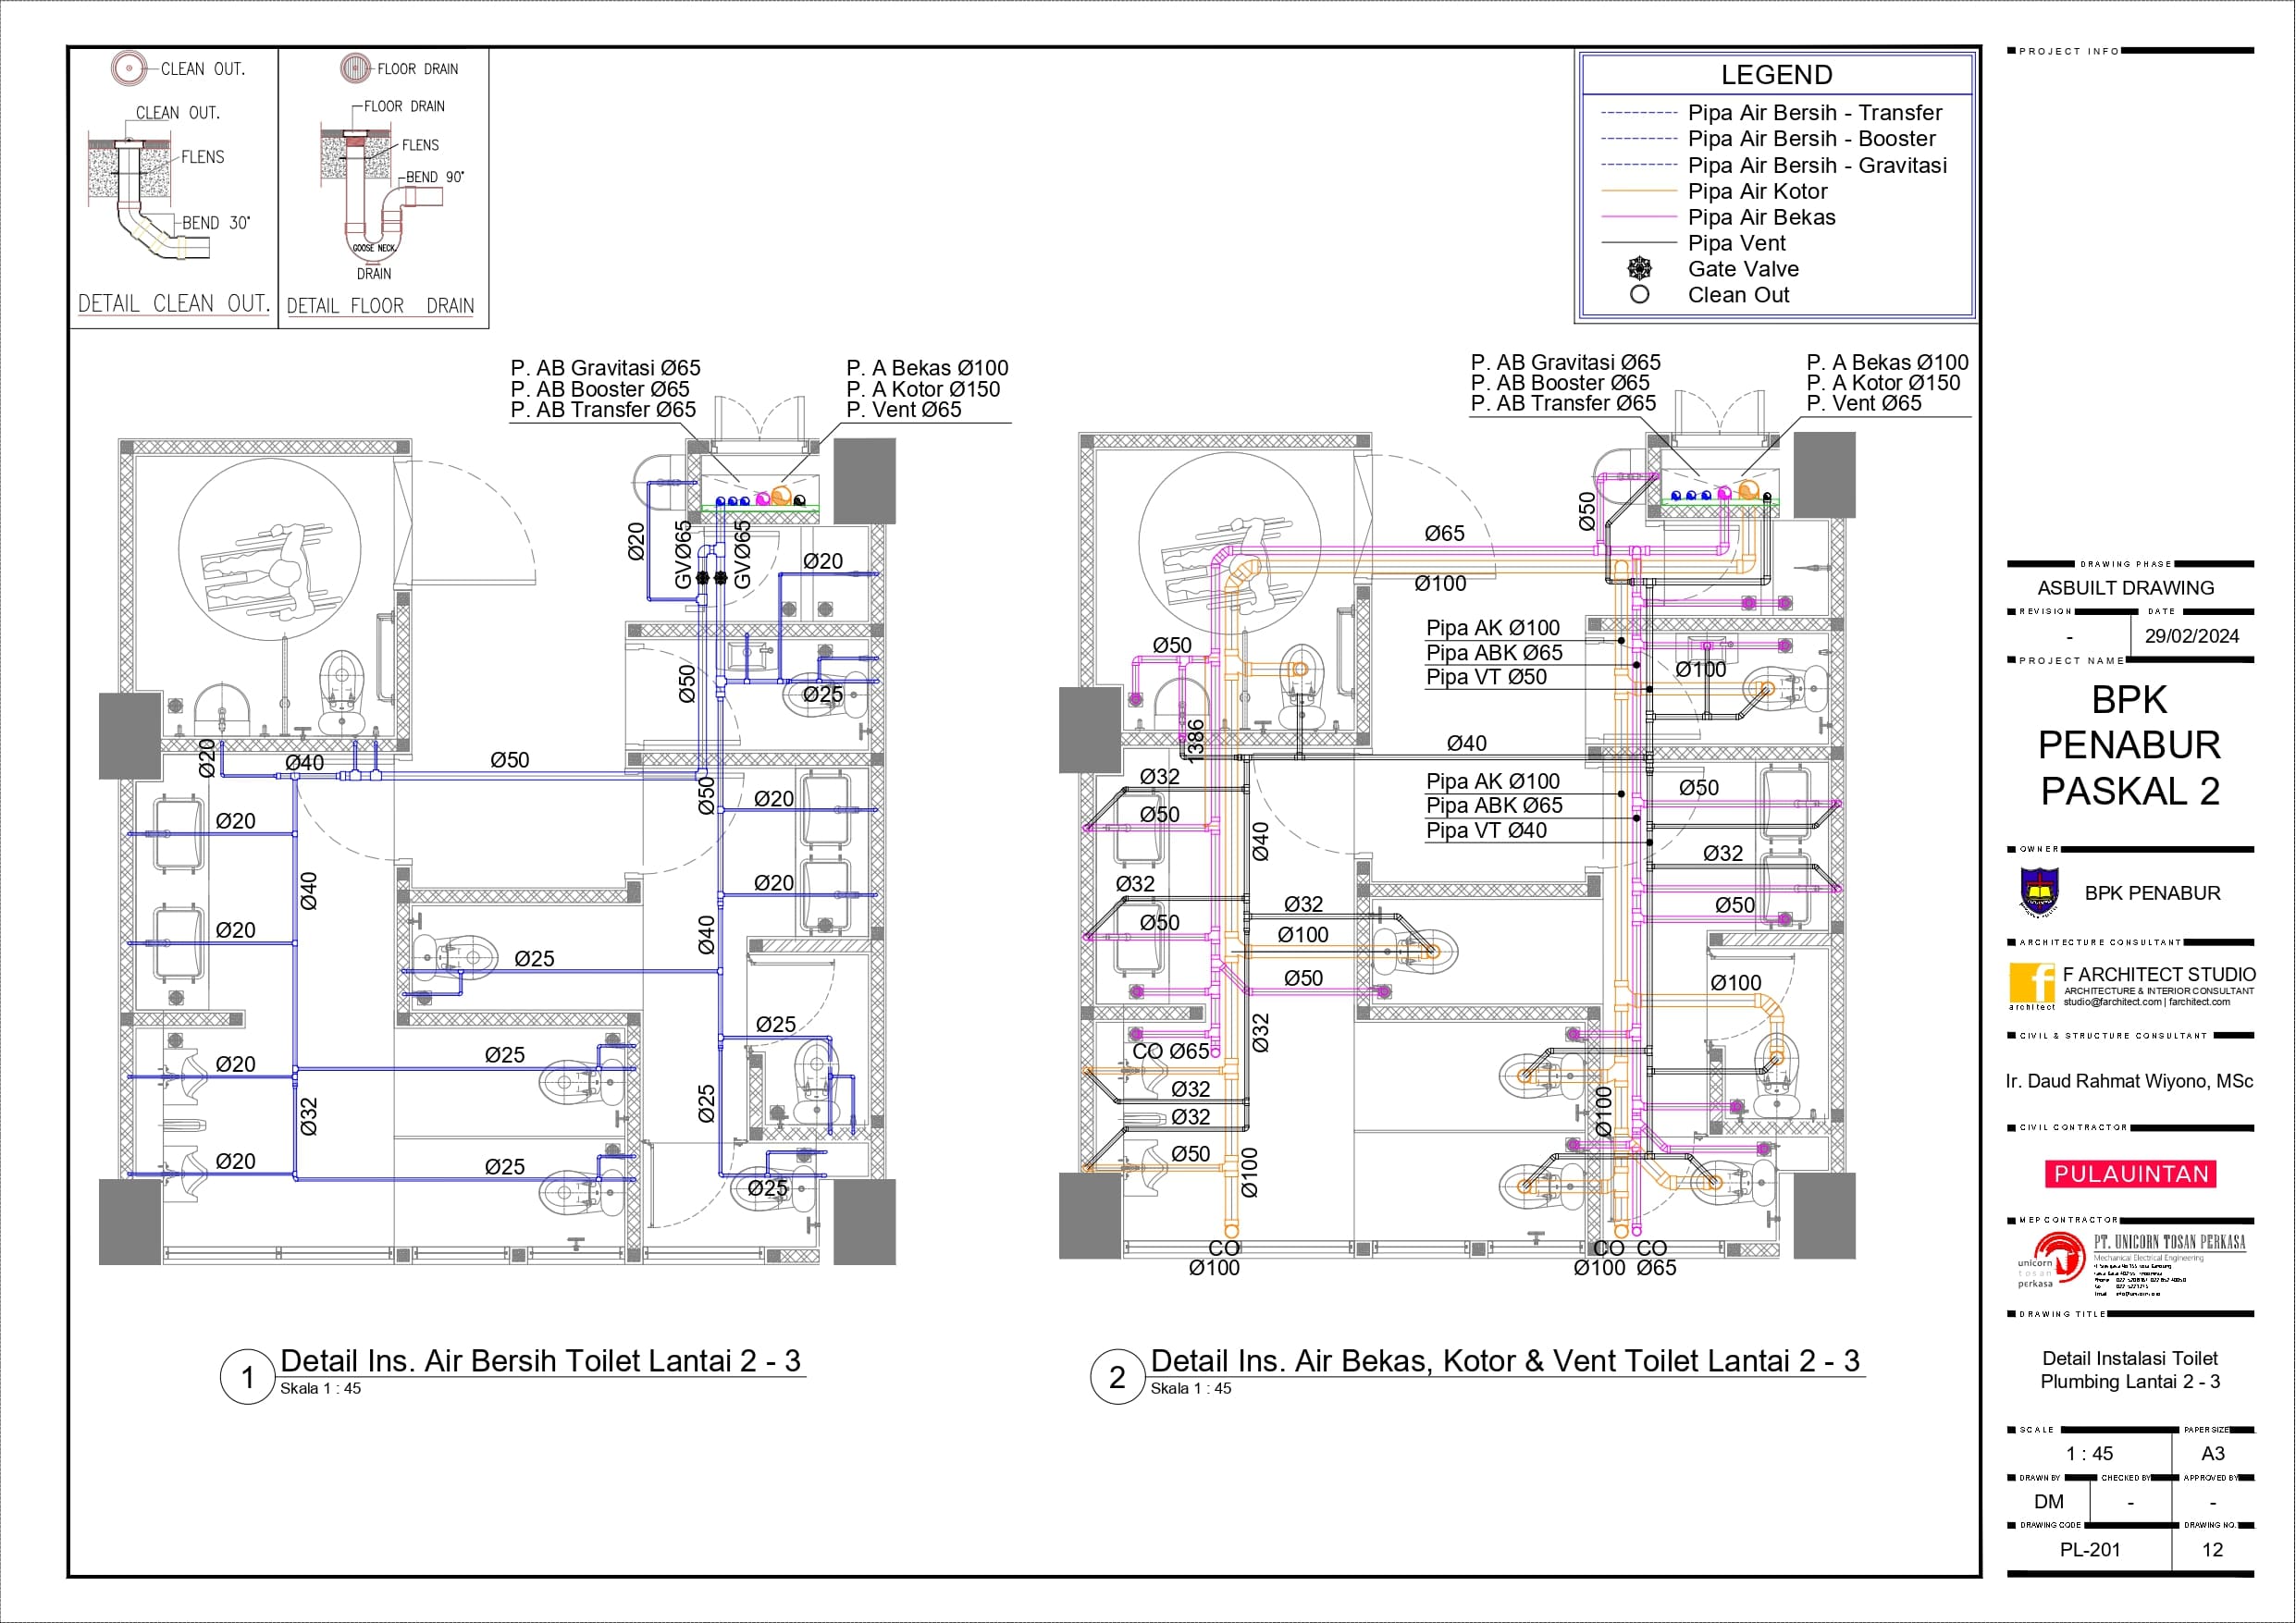 CLEAN OUT.
CLEAN OUT.
FLENS
BEND 30°
DETAIL CLEAN OUT.
FLOOR DRAIN
FLOOR DRAIN
FLENS
BEND 90°
GOOSE NECK
DRAIN
DETAIL FLOOR DRAIN
LEGEND
Pipa Air Bersih - Transfer
Pipa Air Bersih - Booster
Pipa Air Bersih - Gravitasi
Pipa Air Kotor
Pipa Air Bekas
Pipa Vent
Gate Valve
Clean Out
P. AB Gravitasi Ø65
P. AB Booster Ø65
P. AB Transfer Ø65
P. A Bekas Ø100
P. A Kotor Ø150
P. Vent Ø65
Ø20
GVØ65
GVØ65
Ø20
Ø50
Ø25
Ø20
Ø40
Ø50
Ø50
Ø20
Ø20
Ø40
Ø20
Ø20
Ø40
Ø25
Ø25
Ø20
Ø25
Ø32
Ø25
Ø20
Ø25
Ø25
1
Detail Ins. Air Bersih Toilet Lantai 2 - 3
Skala 1 : 45
P. AB Gravitasi Ø65
P. AB Booster Ø65
P. AB Transfer Ø65
P. A Bekas Ø100
P. A Kotor Ø150
P. Vent Ø65
Ø50
Ø65
Ø100
Pipa AK Ø100
Pipa ABK Ø65
Pipa VT Ø50
Ø50
Ø100
1386
Ø40
Ø32
Ø50
Pipa AK Ø100
Pipa ABK Ø65
Pipa VT Ø40
Ø50
Ø40
Ø32
Ø32
Ø50
Ø32
Ø50
Ø100
Ø50
Ø100
Ø32
CO Ø65
Ø32
Ø32
Ø100
Ø50
Ø100
CO
Ø100
CO CO
Ø100 Ø65
2
Detail Ins. Air Bekas, Kotor & Vent Toilet Lantai 2 - 3
Skala 1 : 45
PROJECT INFO
DRAWING PHASE
ASBUILT DRAWING
REVISION DATE
- 29/02/2024
PROJECT NAME
BPK
PENABUR
PASKAL 2
OWNER
BPK PENABUR
ARCHITECTURE CONSULTANT
f
architect
F ARCHITECT STUDIO
ARCHITECTURE & INTERIOR CONSULTANT
studio@farchitect.com | farchitect.com
CIVIL & STRUCTURE CONSULTANT
Ir. Daud Rahmat Wiyono, MSc
CIVIL CONTRACTOR
PULAUINTAN
MEP CONTRACTOR
unicorn
tosan
perkasa
PT. UNICORN TOSAN PERKASA
Mechanical Electrical Engineering
DRAWING TITLE
Detail Instalasi Toilet
Plumbing Lantai 2 - 3
SCALE PAPER SIZE
1 : 45 A3
DRAWN BY CHECKED BY APPROVED BY
DM - -
DRAWING CODE DRAWING NO.
PL-201 12